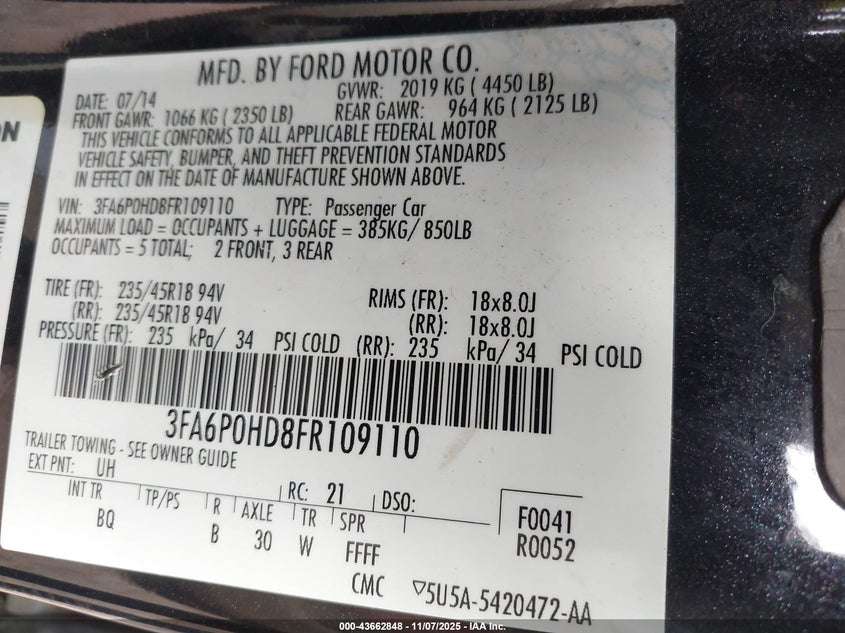 ON
MFD. BY FORD MOTOR CO.
DATE: 07/14 GVWR: 2019 KG ( 4450 LB)
FRONT GAWR: 1066 KG ( 2350 LB) REAR GAWR: 964 KG ( 2125 LB)
THIS VEHICLE CONFORMS TO ALL APPLICABLE FEDERAL MOTOR
VEHICLE SAFETY, BUMPER, AND THEFT PREVENTION STANDARDS
IN EFFECT ON THE DATE OF MANUFACTURE SHOWN ABOVE.
VIN: 3FA6P0HD8FR109110 TYPE: Passenger Car
MAXIMUM LOAD = OCCUPANTS + LUGGAGE = 385KG/ 850LB
OCCUPANTS = 5 TOTAL; 2 FRONT, 3 REAR
TIRE (FR): 235/45R18 94V RIMS (FR): 18x8.0J
(RR): 235/45R18 94V (RR): 18x8.0J
PRESSURE (FR): 235 kPa/ 34 PSI COLD (RR): 235 kPa/ 34 PSI COLD
3FA6P0HD8FR109110
TRAILER TOWING - SEE OWNER GUIDE
EXT PNT: UH RC: 21 DSO:
INT TR TP/PS R AXLE TR SPR F0041
BQ B 30 W FFFF R0052
CMC ▽5U5A-5420472-AA
000-43662848 — 11/07/2025 — IAA Inc.